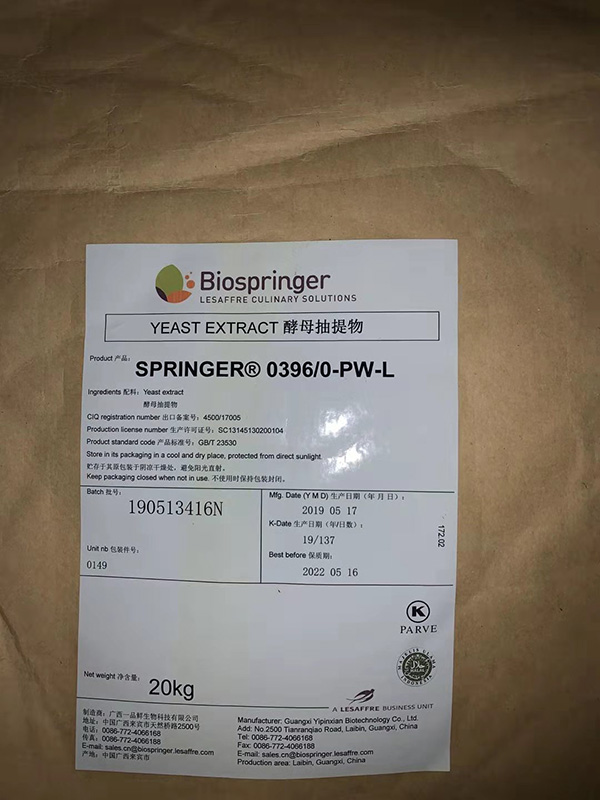 Biospringer
LESAFFRE CULINARY SOLUTIONS
YEAST EXTRACT 酵母抽提物
Product 产品:
SPRINGER® 0396/0-PW-L
Ingredients 配料: Yeast extract
酵母抽提物
CIQ registration number 出口备案号: 4500/17005
Production license number 生产许可证号: SC13145130200104
Product standard code 产品标准号: GB/T 23530
Store in its packaging in a cool and dry place, protected from direct sunlight
贮存于其原包装于阴凉干燥处, 避免阳光直射.
Keep packaging closed when not in use. 不使用时保持包装封闭.
Batch 批号:
190513416N
Unit nb 包装件号:
0149
Mfg. Date (Y M D) 生产日期 (年 月 日):
2019 05 17
K-Date 生产日期 (年/日数):
19/137
Best before 保质期:
2022 05 16
172.02
K
PARVE
MAJELIS ULAMA
HALAL
INDONESIA
Net weight 净含量:
20kg
A LESAFFRE BUSINESS UNIT
制造商: 广西一品鲜生物科技有限公司
地址: 中国广西来宾市天然桥路2500号
电话: 0086-772-4066168
传真: 0086-772-4066188
E-mail: sales.cn@biospringer.lesaffre.com
产地: 中国广西来宾市
Manufacturer: Guangxi Yipinxian Biotechnology Co., Ltd.
Add: No.2500 Tianranqiao Road, Laibin, Guangxi, China
Tel: 0086-772-4066168
Fax: 0086-772-4066188
E-mail: sales.cn@biospringer.lesaffre.com
Production area: Laibin, Guangxi, China